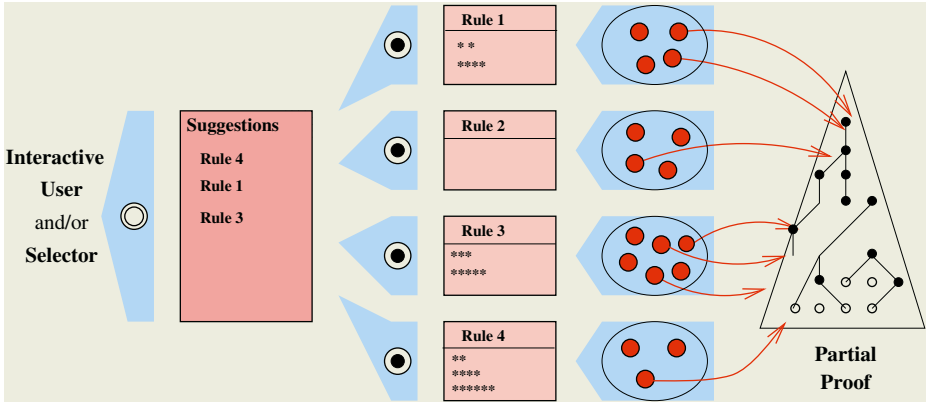 Interactive
User
and/or
Selector
Suggestions
Rule 4
Rule 1
Rule 3
Rule 1
* *
****
Rule 2
Rule 3
***
*****
Rule 4
**
****
******
Partial
Proof